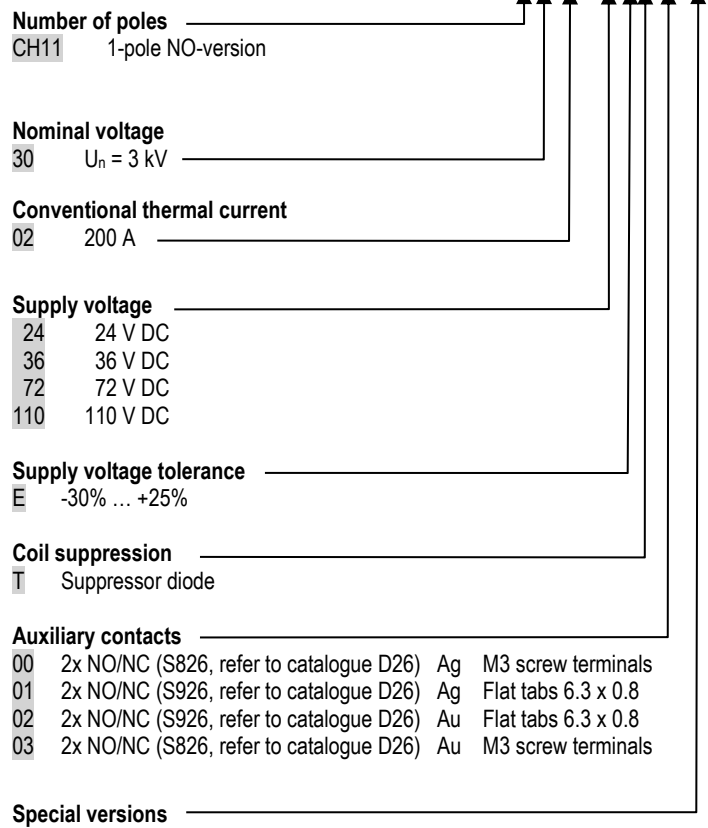 Number of poles
CH11 1-pole NO-version
Nominal voltage
30 Un = 3 kV
Conventional thermal current
02 200 A
Supply voltage
24 24 V DC
36 36 V DC
72 72 V DC
110 110 V DC
Supply voltage tolerance
E -30% … +25%
Coil suppression
T Suppressor diode
Auxiliary contacts
00 2x NO/NC (S826, refer to catalogue D26) Ag M3 screw terminals
01 2x NO/NC (S926, refer to catalogue D26) Ag Flat tabs 6.3 x 0.8
02 2x NO/NC (S926, refer to catalogue D26) Au Flat tabs 6.3 x 0.8
03 2x NO/NC (S826, refer to catalogue D26) Au M3 screw terminals
Special versions